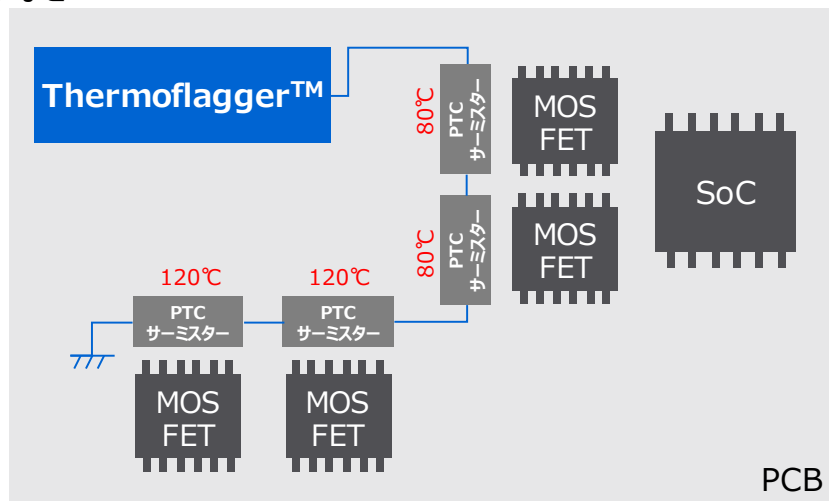 Thermoflagger™
80℃
PTC
サーミスター
MOS
FET
SoC
80℃
PTC
サーミスター
MOS
FET
120℃
120℃
PTC
サーミスター
PTC
サーミスター
MOS
FET
MOS
FET
PCB